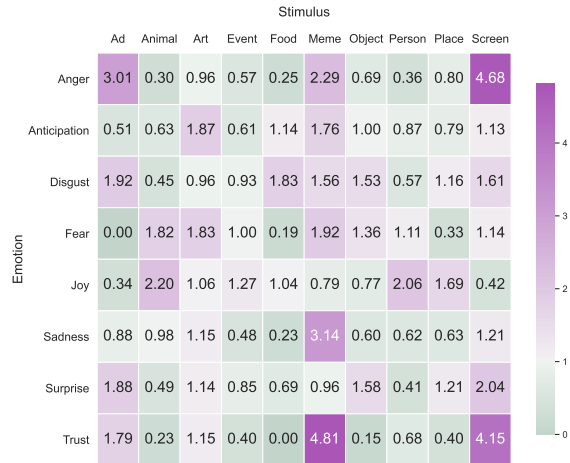 Stimulus
Ad Animal Art Event Food Meme Object Person Place Screen
Anger 3.01 0.30 0.96 0.57 0.25 2.29 0.69 0.36 0.80 4.68
Anticipation 0.51 0.63 1.87 0.61 1.14 1.76 1.00 0.87 0.79 1.13
Disgust 1.92 0.45 0.96 0.93 1.83 1.56 1.53 0.57 1.16 1.61
Fear 0.00 1.82 1.83 1.00 0.19 1.92 1.36 1.11 0.33 1.14
Joy 0.34 2.20 1.06 1.27 1.04 0.79 0.77 2.06 1.69 0.42
Sadness 0.88 0.98 1.15 0.48 0.23 3.14 0.60 0.62 0.63 1.21
Surprise 1.88 0.49 1.14 0.85 0.69 0.96 1.58 0.41 1.21 2.04
Trust 1.79 0.23 1.15 0.40 0.00 4.81 0.15 0.68 0.40 4.15
Emotion
4
3
2
1
0